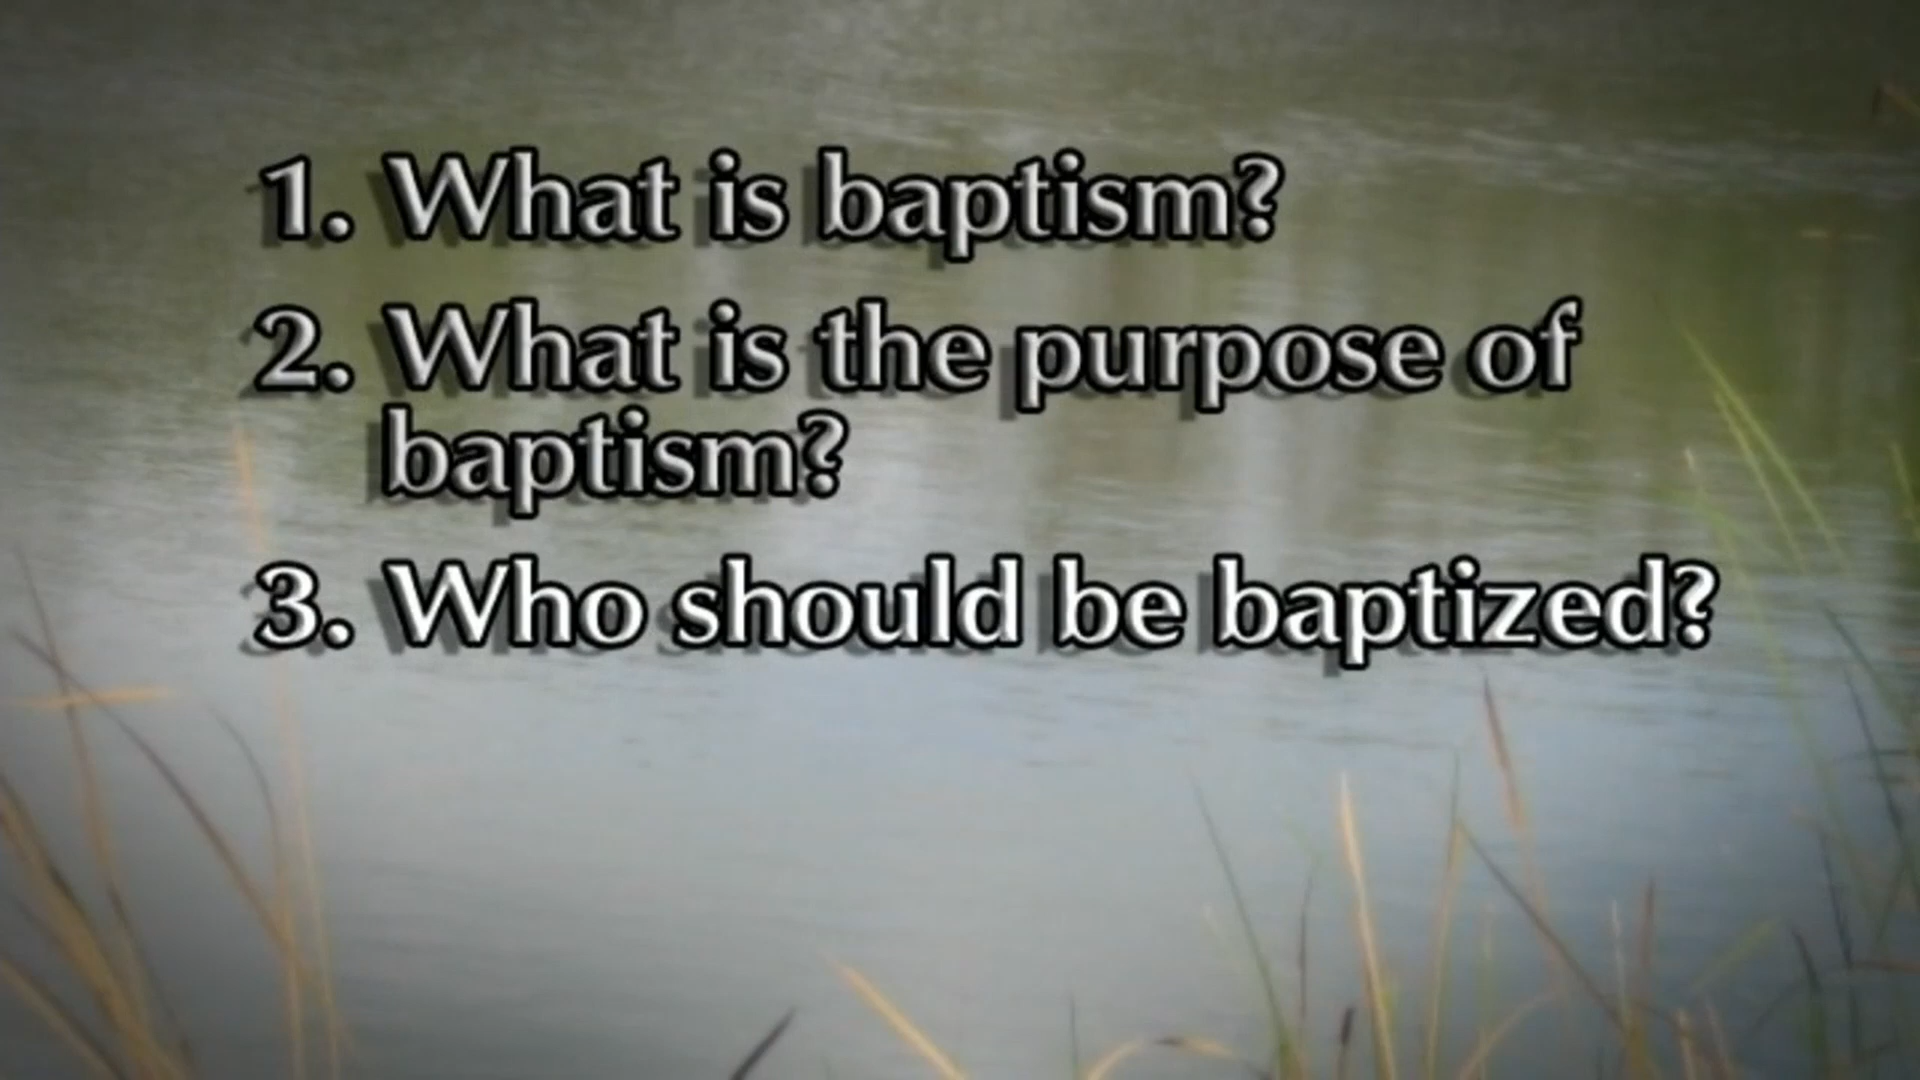 1. What is baptism?
2. What is the purpose of
baptism?
3. Who should be baptized?